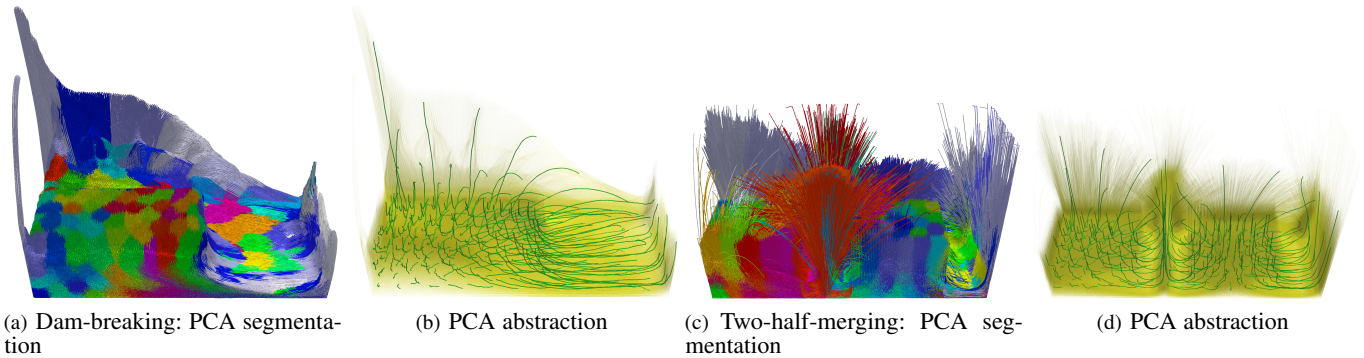 (a) Dam-breaking: PCA segmenta-
tion
(b) PCA abstraction
(c) Two-half-merging: PCA seg-
mentation
(d) PCA abstraction